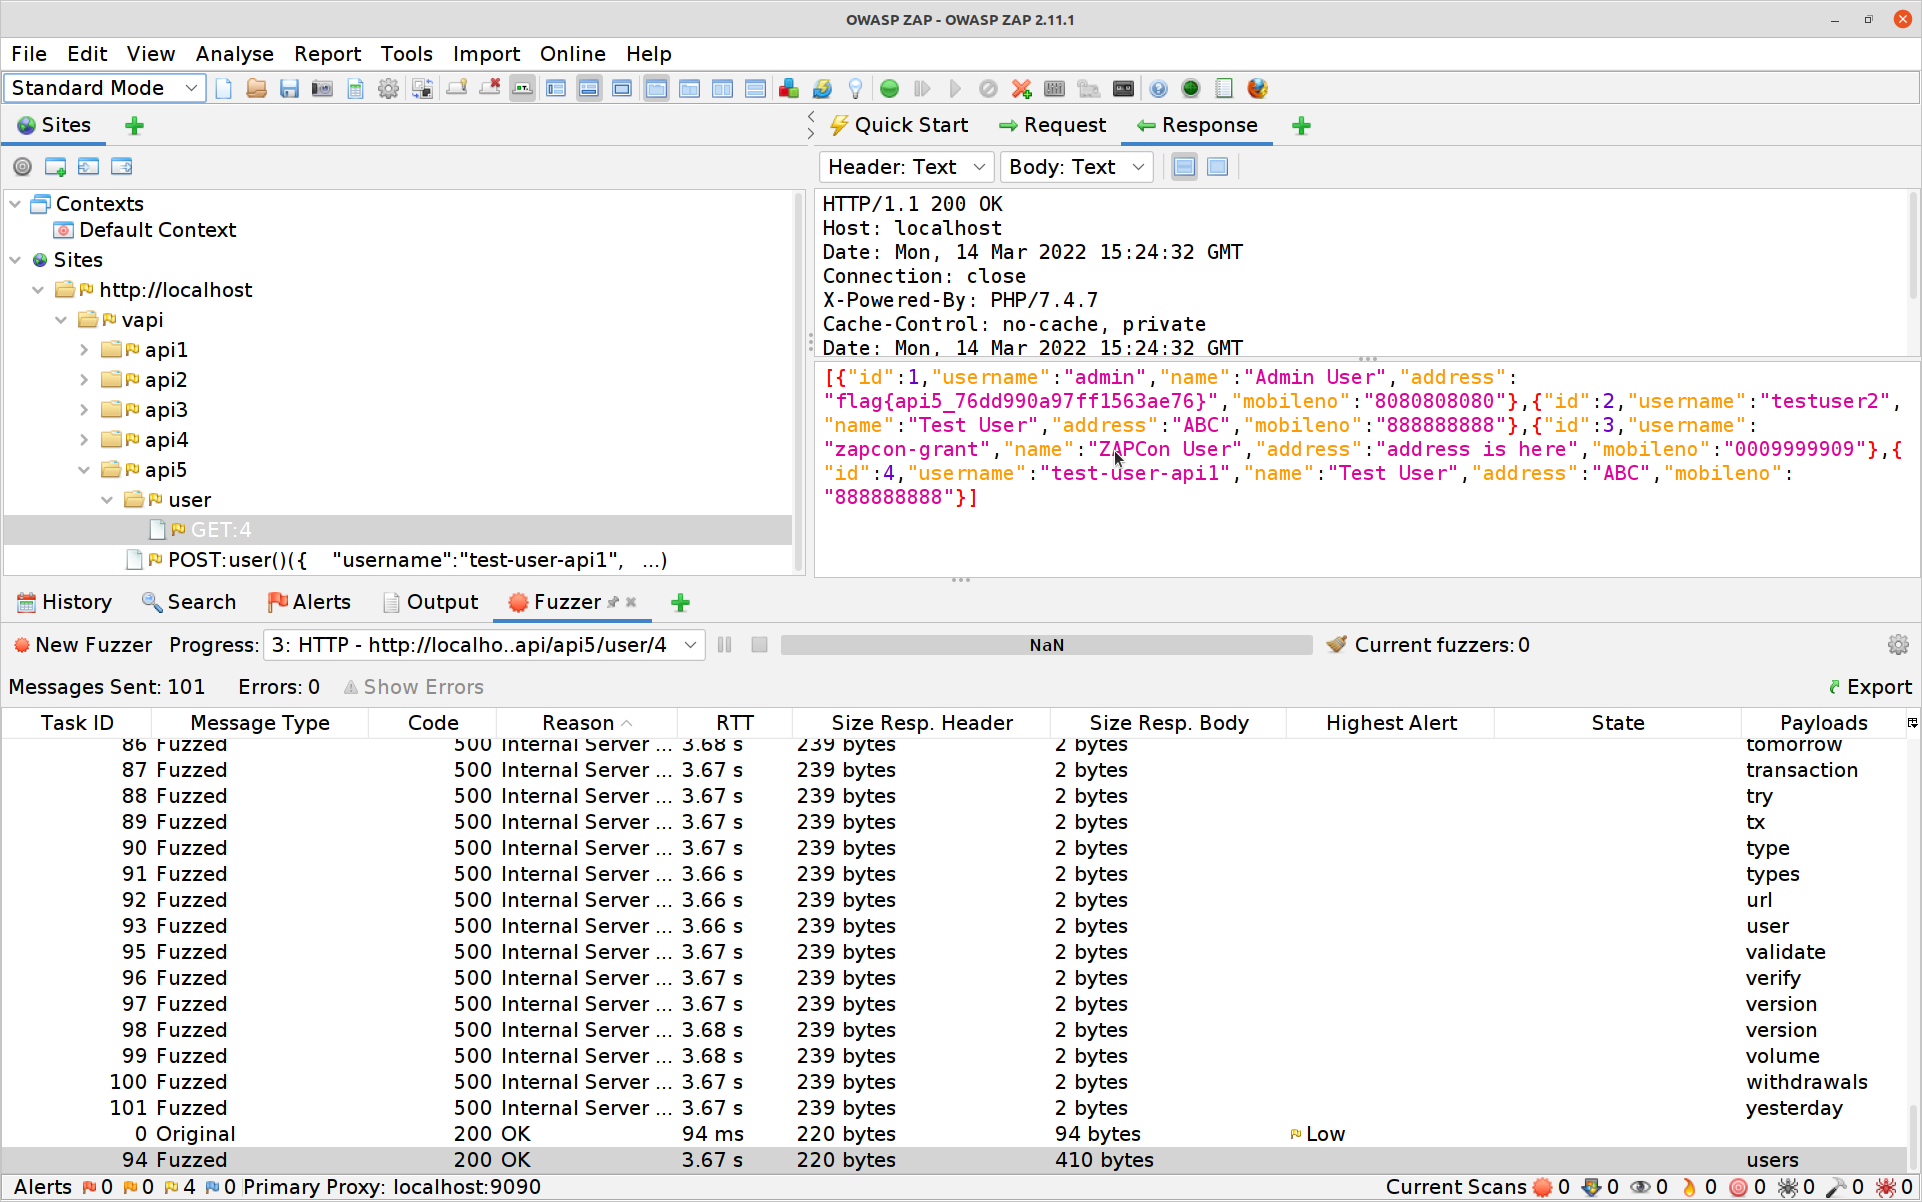 OWASP ZAP - OWASP ZAP 2.11.1
File Edit View Analyse Report Tools Import Online Help
Standard Mode
Sites
Quick Start Request Response
Header: Text Body: Text
Contexts
Default Context
Sites
http://localhost
vapi
api1
api2
api3
api4
api5
user
GET:4
POST:user()({ "username":"test-user-api1", ...)
HTTP/1.1 200 OK
Host: localhost
Date: Mon, 14 Mar 2022 15:24:32 GMT
Connection: close
X-Powered-By: PHP/7.4.7
Cache-Control: no-cache, private
Date: Mon, 14 Mar 2022 15:24:32 GMT
[{"id":1,"username":"admin","name":"Admin User","address":
"flag{api5_76dd990a97ff1563ae76}","mobileno":"8080808080"},{"id":2,"username":"testuser2",
"name":"Test User","address":"ABC","mobileno":"888888888"},{"id":3,"username":
"zapcon-grant","name":"ZAPCon User","address":"address is here","mobileno":"0009999909"},{
"id":4,"username":"test-user-api1","name":"Test User","address":"ABC","mobileno":
"888888888"}]
History Search Alerts Output Fuzzer
New Fuzzer Progress: 3: HTTP - http://localho..api/api5/user/4 NaN Current fuzzers:0
Messages Sent: 101 Errors: 0 Show Errors Export
Task ID Message Type Code Reason RTT Size Resp. Header Size Resp. Body Highest Alert State Payloads
86 Fuzzed 500 Internal Server ... 3.68 s 239 bytes 2 bytes tomorrow
87 Fuzzed 500 Internal Server ... 3.67 s 239 bytes 2 bytes transaction
88 Fuzzed 500 Internal Server ... 3.67 s 239 bytes 2 bytes try
89 Fuzzed 500 Internal Server ... 3.67 s 239 bytes 2 bytes tx
90 Fuzzed 500 Internal Server ... 3.67 s 239 bytes 2 bytes type
91 Fuzzed 500 Internal Server ... 3.66 s 239 bytes 2 bytes types
92 Fuzzed 500 Internal Server ... 3.66 s 239 bytes 2 bytes url
93 Fuzzed 500 Internal Server ... 3.66 s 239 bytes 2 bytes user
95 Fuzzed 500 Internal Server ... 3.67 s 239 bytes 2 bytes validate
96 Fuzzed 500 Internal Server ... 3.67 s 239 bytes 2 bytes verify
97 Fuzzed 500 Internal Server ... 3.67 s 239 bytes 2 bytes version
98 Fuzzed 500 Internal Server ... 3.68 s 239 bytes 2 bytes version
99 Fuzzed 500 Internal Server ... 3.68 s 239 bytes 2 bytes volume
100 Fuzzed 500 Internal Server ... 3.67 s 239 bytes 2 bytes withdrawals
101 Fuzzed 500 Internal Server ... 3.67 s 239 bytes 2 bytes yesterday
0 Original 200 OK 94 ms 220 bytes 94 bytes Low
94 Fuzzed 200 OK 3.67 s 220 bytes 410 bytes users
Alerts 0 0 4 0 Primary Proxy: localhost:9090 Current Scans 0 0 0 0 0 0 0 0